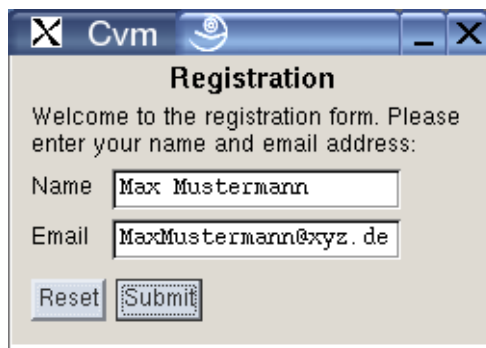 Cvm
Registration
Welcome to the registration form. Please
enter your name and email address:
Name Max Mustermann
Email MaxMustermann@xyz.de
Reset Submit